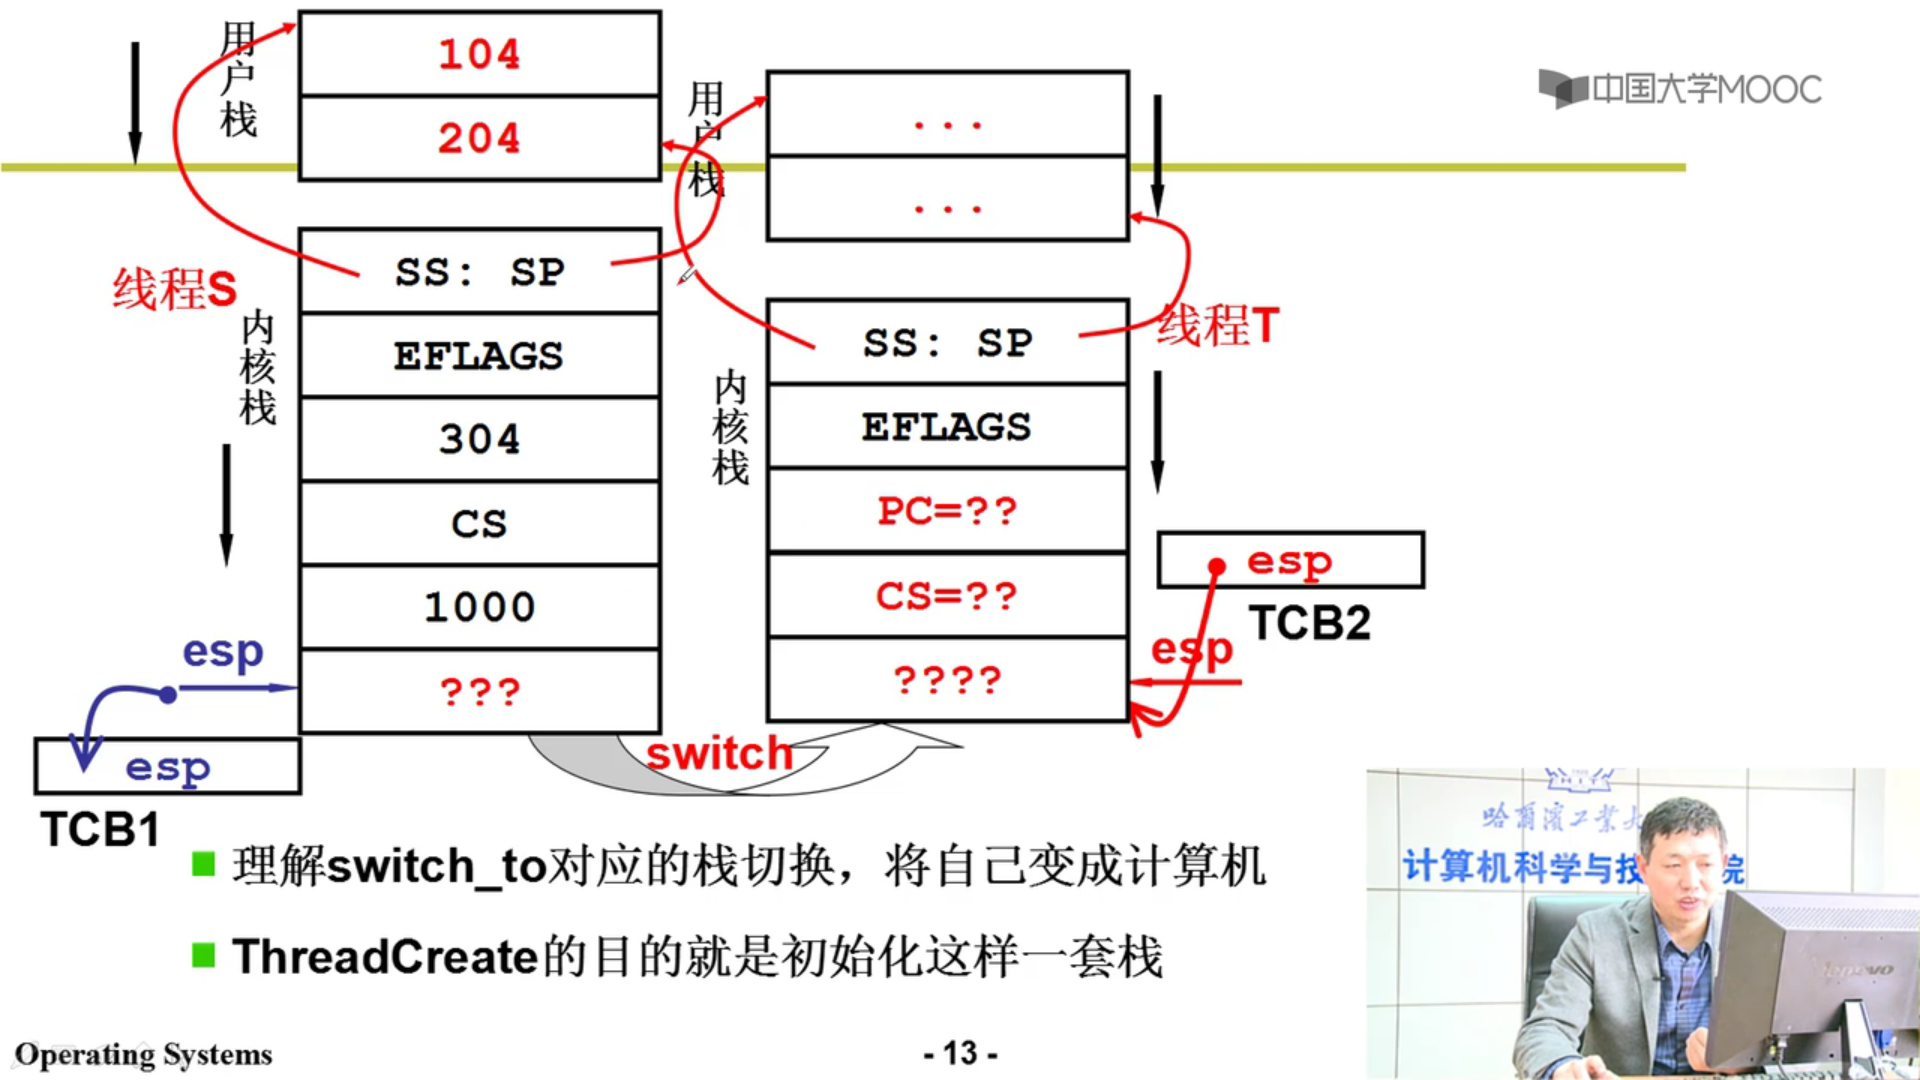 用户栈
104
204
用户栈
...
...
中国大学MOOC
线程S
内核栈
SS: SP
EFLAGS
304
CS
1000
???
esp
esp
TCB1
线程T
内核栈
SS: SP
EFLAGS
PC=??
CS=??
????
esp
TCB2
esp
switch
理解switch_to对应的栈切换，将自己变成计算机
ThreadCreate的目的就是初始化这样一套栈
哈爾濱工業大
计算机科学与技 院
lenovo
Operating Systems
- 13 -